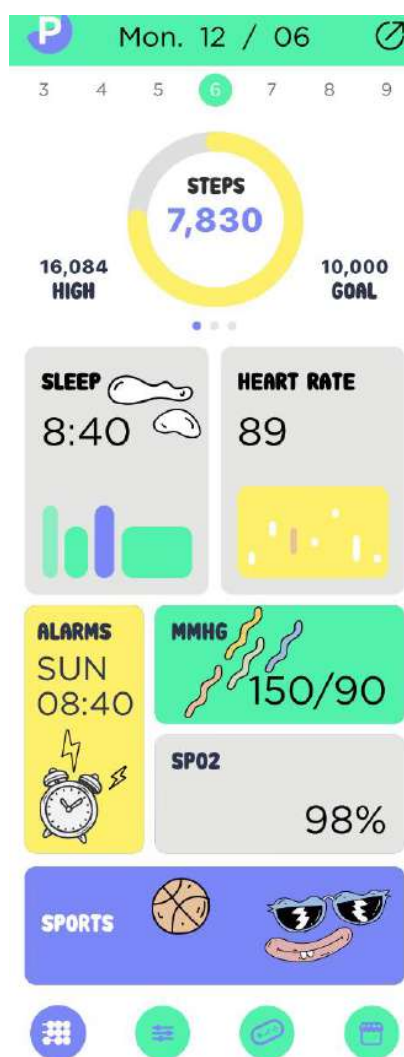 P
Mon. 12 / 06
3 4 5 6 7 8 9
STEPS
7,830
16,084
HIGH
10,000
GOAL
SLEEP
8:40
HEART RATE
89
ALARMS
SUN
08:40
MMHG
150/90
SPO2
98%
SPORTS